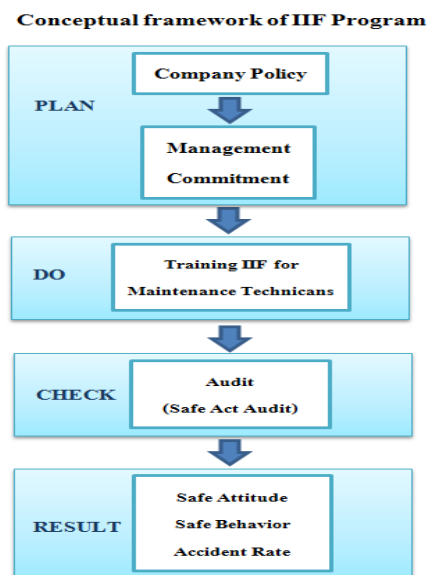 Conceptual framework of IIF Program
PLAN
Company Policy
Management
Commitment
DO
Training IIF for
Maintenance Technicans
CHECK
Audit
(Safe Act Audit)
RESULT
Safe Attitude
Safe Behavior
Accident Rate